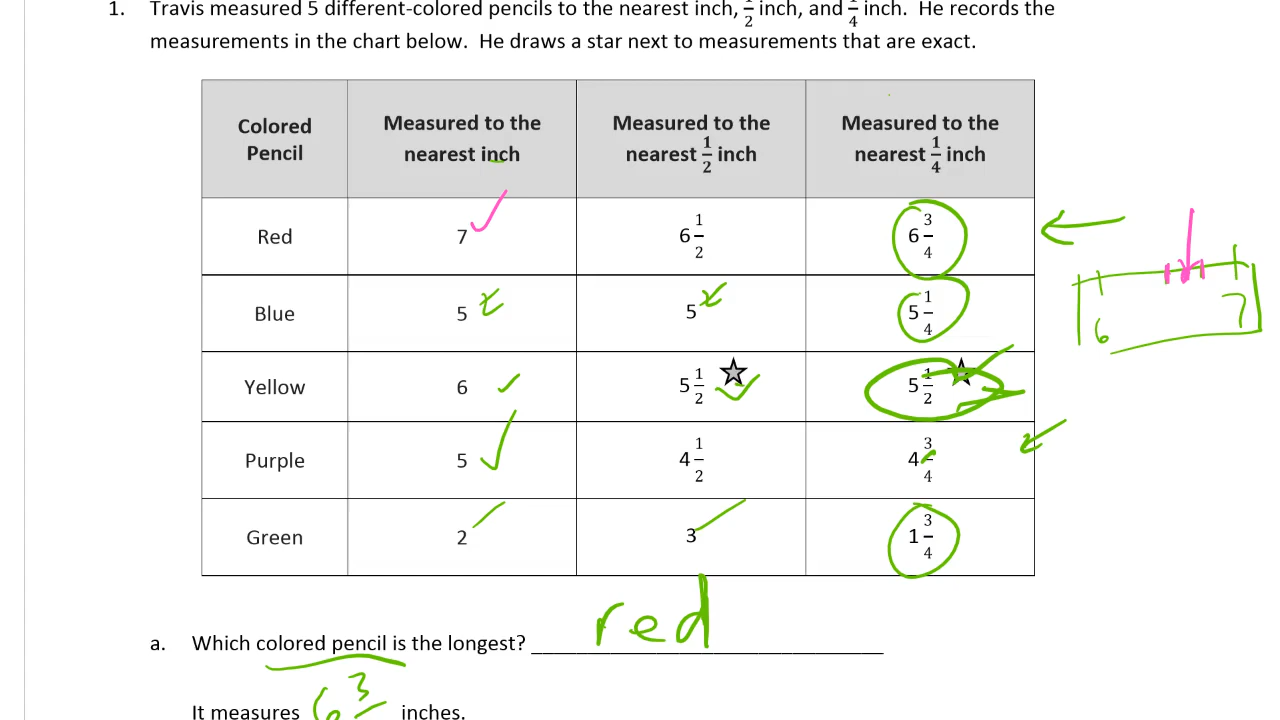 1. Travis measured 5 different-colored pencils to the nearest inch, 1/2 inch, and 1/4 inch. He records the
measurements in the chart below. He draws a star next to measurements that are exact.
Colored Pencil | Measured to the nearest inch | Measured to the nearest 1/2 inch | Measured to the nearest 1/4 inch
Red | 7 | 6 1/2 | 6 3/4
Blue | 5 | 5 | 5 1/4
Yellow | 6 | 5 1/2 | 5 1/2
Purple | 5 | 4 1/2 | 4 3/4
Green | 2 | 3 | 1 3/4
6 7
a. Which colored pencil is the longest? red
It measures 6 3 inches.